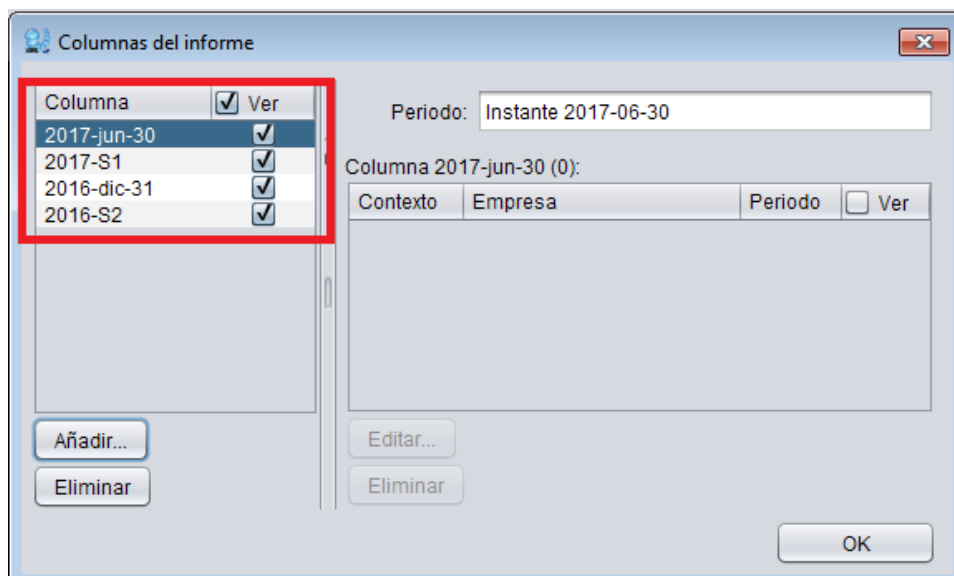 Columnas del informe
Columna Ver
2017-jun-30
2017-S1
2016-dic-31
2016-S2
Añadir...
Eliminar
Periodo: Instante 2017-06-30
Columna 2017-jun-30 (0):
Contexto Empresa Periodo Ver
Editar...
Eliminar
OK